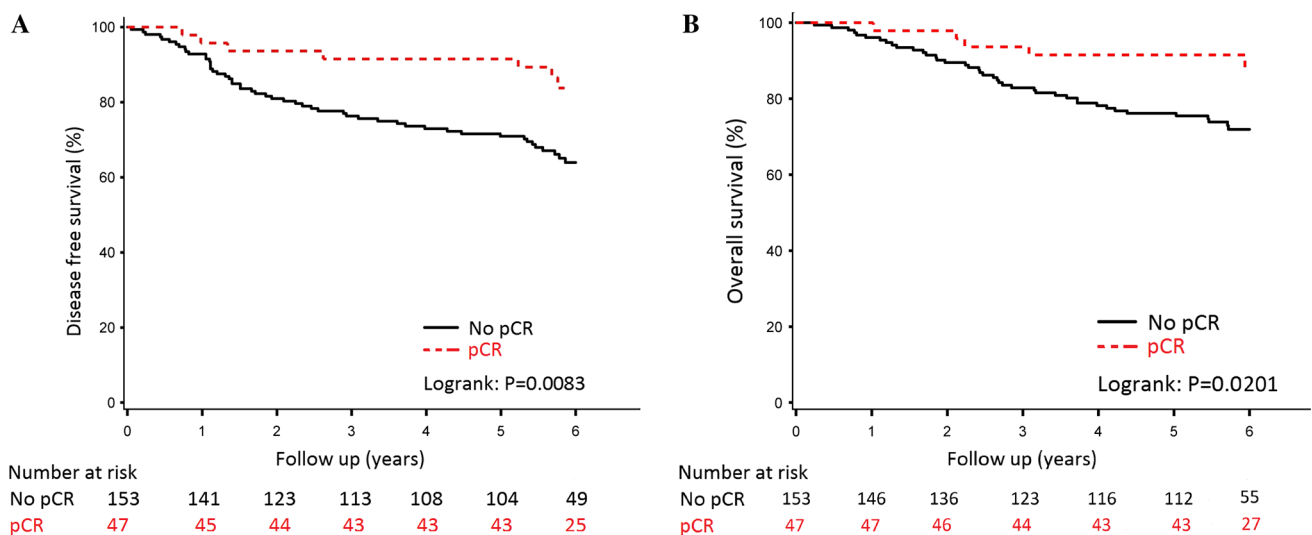 A
100
80
60
40
20
0
Disease free survival (%)
No pCR
pCR
Logrank: P=0.0083
0 1 2 3 4 5 6
Follow up (years)
Number at risk
No pCR 153 141 123 113 108 104 49
pCR 47 45 44 43 43 43 25
B
100
80
60
40
20
0
Overall survival (%)
No pCR
pCR
Logrank: P=0.0201
0 1 2 3 4 5 6
Follow up (years)
Number at risk
No pCR 153 146 136 123 116 112 55
pCR 47 47 46 44 43 43 27